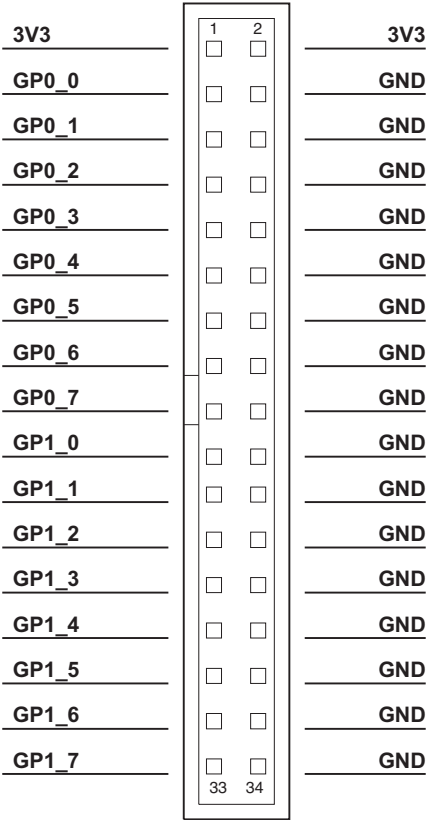 3V3 1 2 3V3
GP0_0 GND
GP0_1 GND
GP0_2 GND
GP0_3 GND
GP0_4 GND
GP0_5 GND
GP0_6 GND
GP0_7 GND
GP1_0 GND
GP1_1 GND
GP1_2 GND
GP1_3 GND
GP1_4 GND
GP1_5 GND
GP1_6 GND
GP1_7 GND
33 34